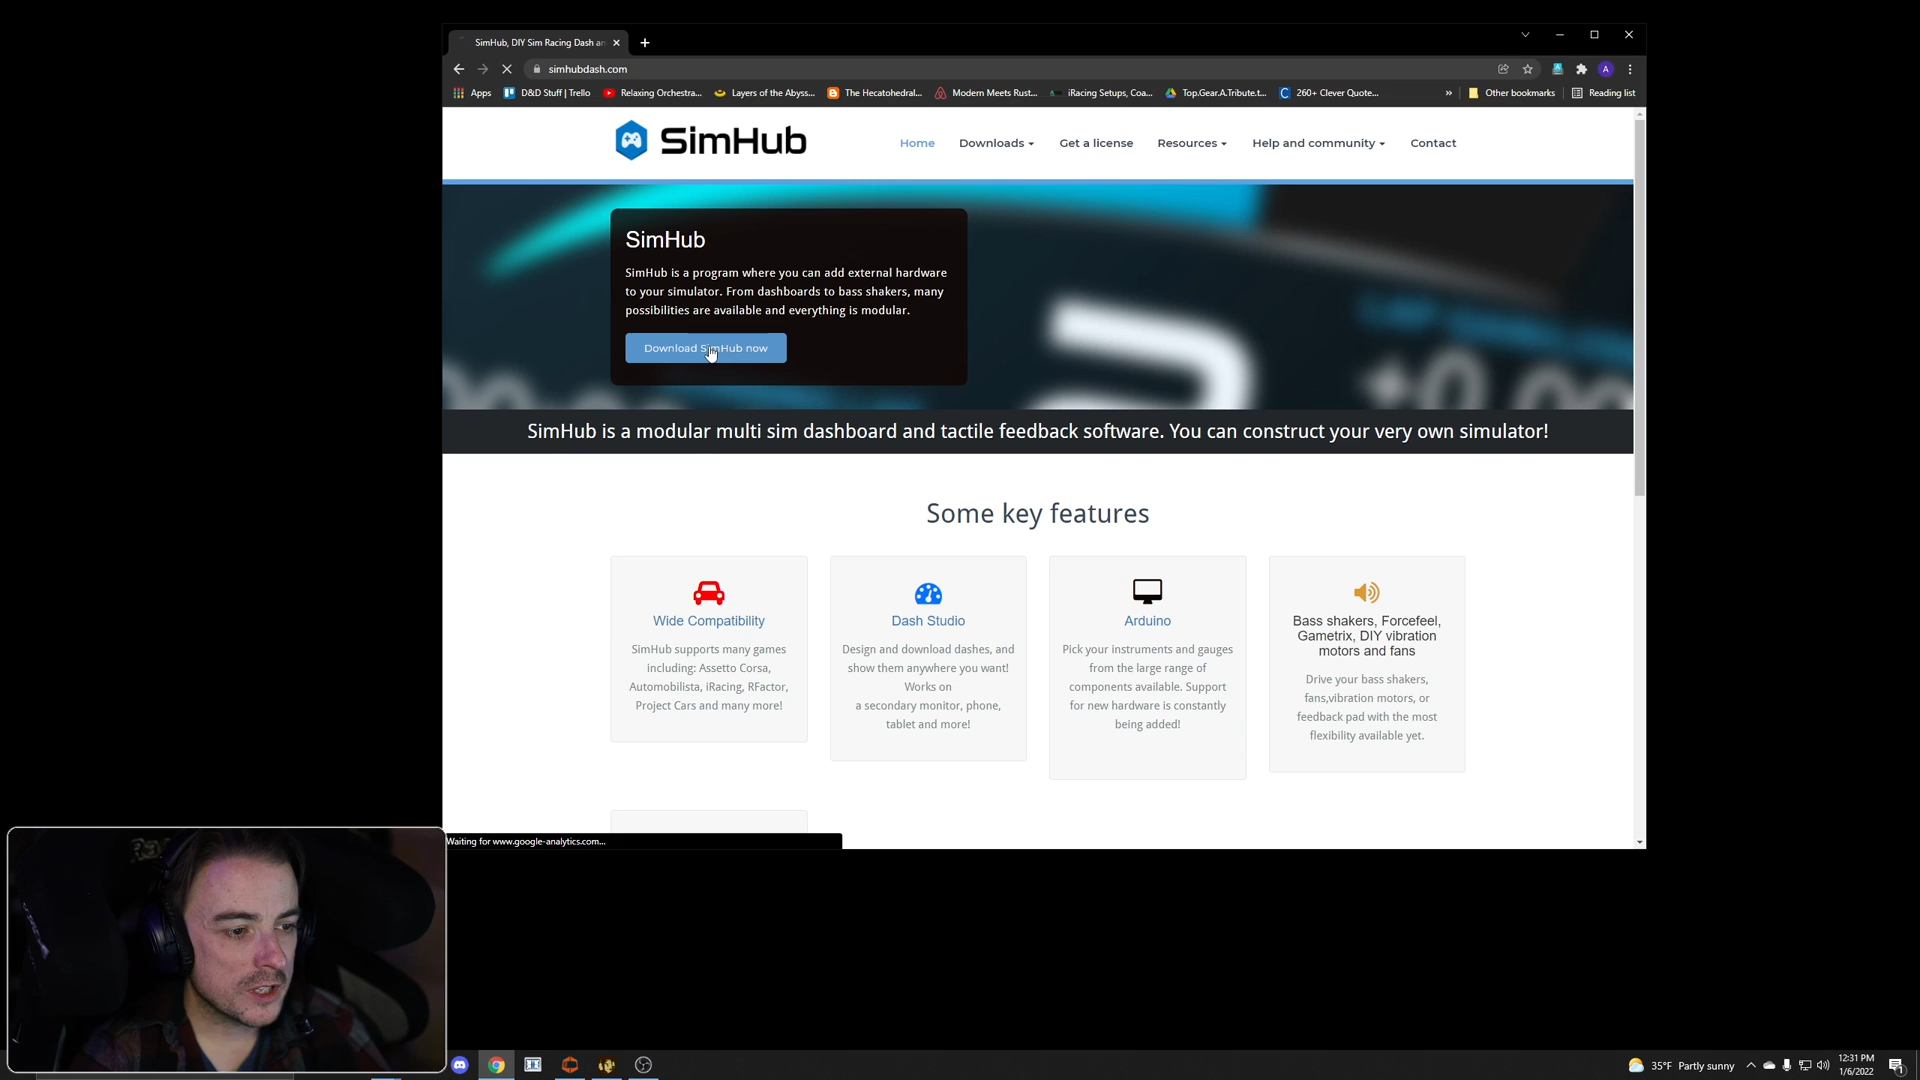 SimHub, DIY Sim Racing Dash an
simhubdash.com
Apps D&D Stuff | Trello Relaxing Orchestra... Layers of the Abyss... The Hecatohedral... Modern Meets Rust... iRacing Setups, Coa... Top.Gear.A.Tribute.t... 260+ Clever Quote... » Other bookmarks Reading list
SimHub Home Downloads Get a license Resources Help and community Contact
SimHub
SimHub is a program where you can add external hardware
to your simulator. From dashboards to bass shakers, many
possibilities are available and everything is modular.
Download SimHub now
SimHub is a modular multi sim dashboard and tactile feedback software. You can construct your very own simulator!
Some key features
Wide Compatibility
SimHub supports many games
including: Assetto Corsa,
Automobilista, iRacing, RFactor,
Project Cars and many more!
Dash Studio
Design and download dashes, and
show them anywhere you want!
Works on
a secondary monitor, phone,
tablet and more!
Arduino
Pick your instruments and gauges
from the large range of
components available. Support
for new hardware is constantly
being added!
Bass shakers, Forcefeel,
Gametrix, DIY vibration
motors and fans
Drive your bass shakers,
fans,vibration motors, or
feedback pad with the most
flexibility available yet.
Waiting for www.google-analytics.com...
35°F Partly sunny
12:31 PM
1/6/2022